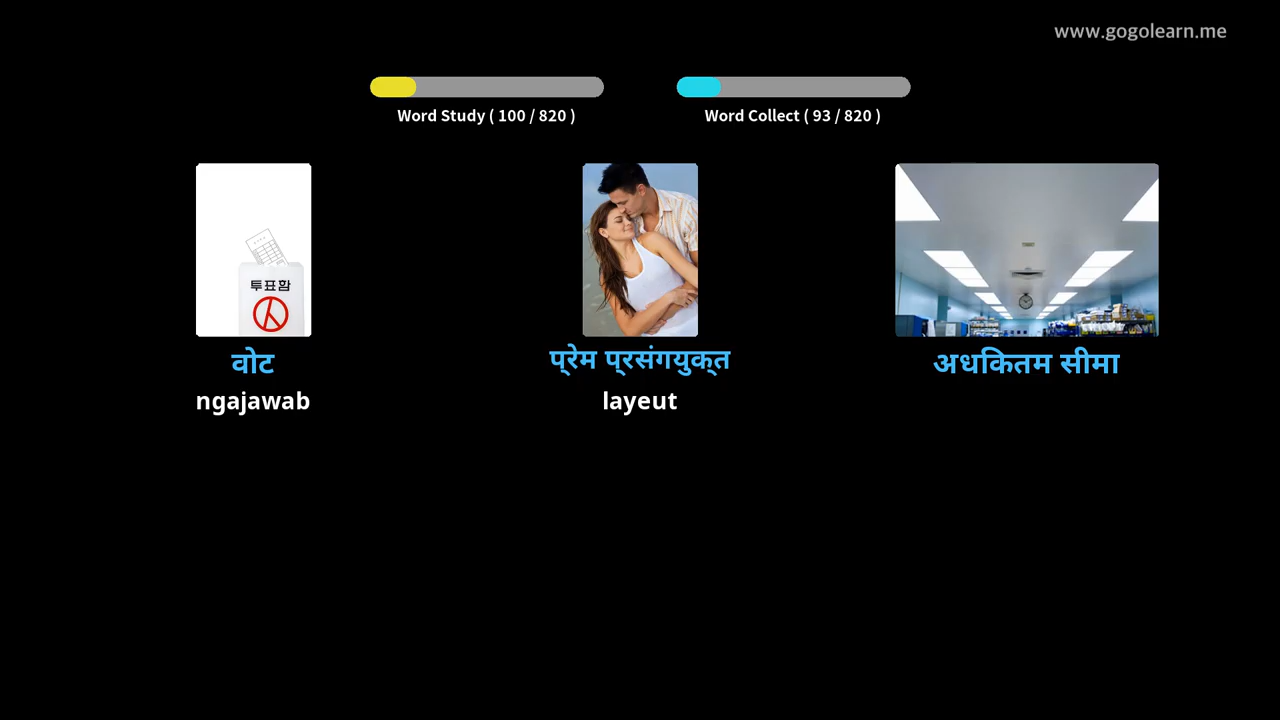 www.gogolearn.me
Word Study ( 100 / 820 )
Word Collect ( 93 / 820 )
투표함
वोट
प्रेम प्रसंगयुक्त
अधकितम सीमा
ngajawab
layeut